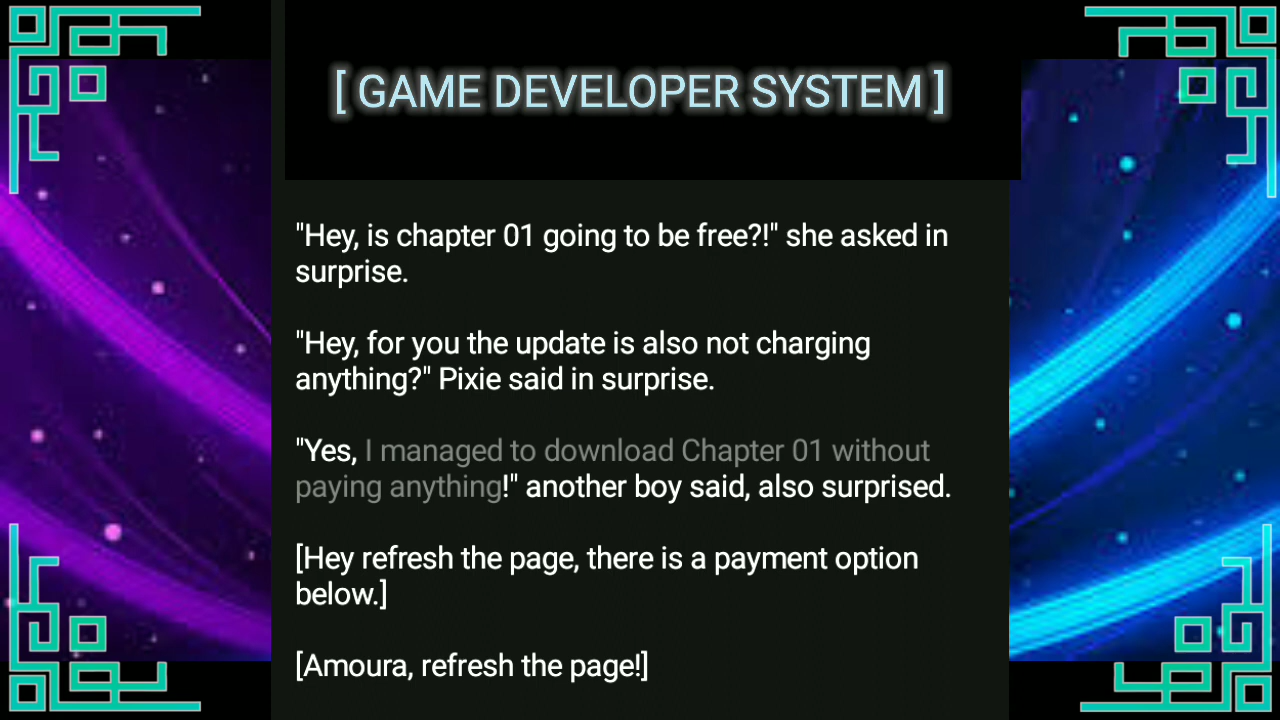 [ GAME DEVELOPER SYSTEM ]
"Hey, is chapter 01 going to be free?!" she asked in
surprise.
"Hey, for you the update is also not charging
anything?" Pixie said in surprise.
"Yes, I managed to download Chapter 01 without
paying anything!" another boy said, also surprised.
[Hey refresh the page, there is a payment option
below.]
[Amoura, refresh the page!]